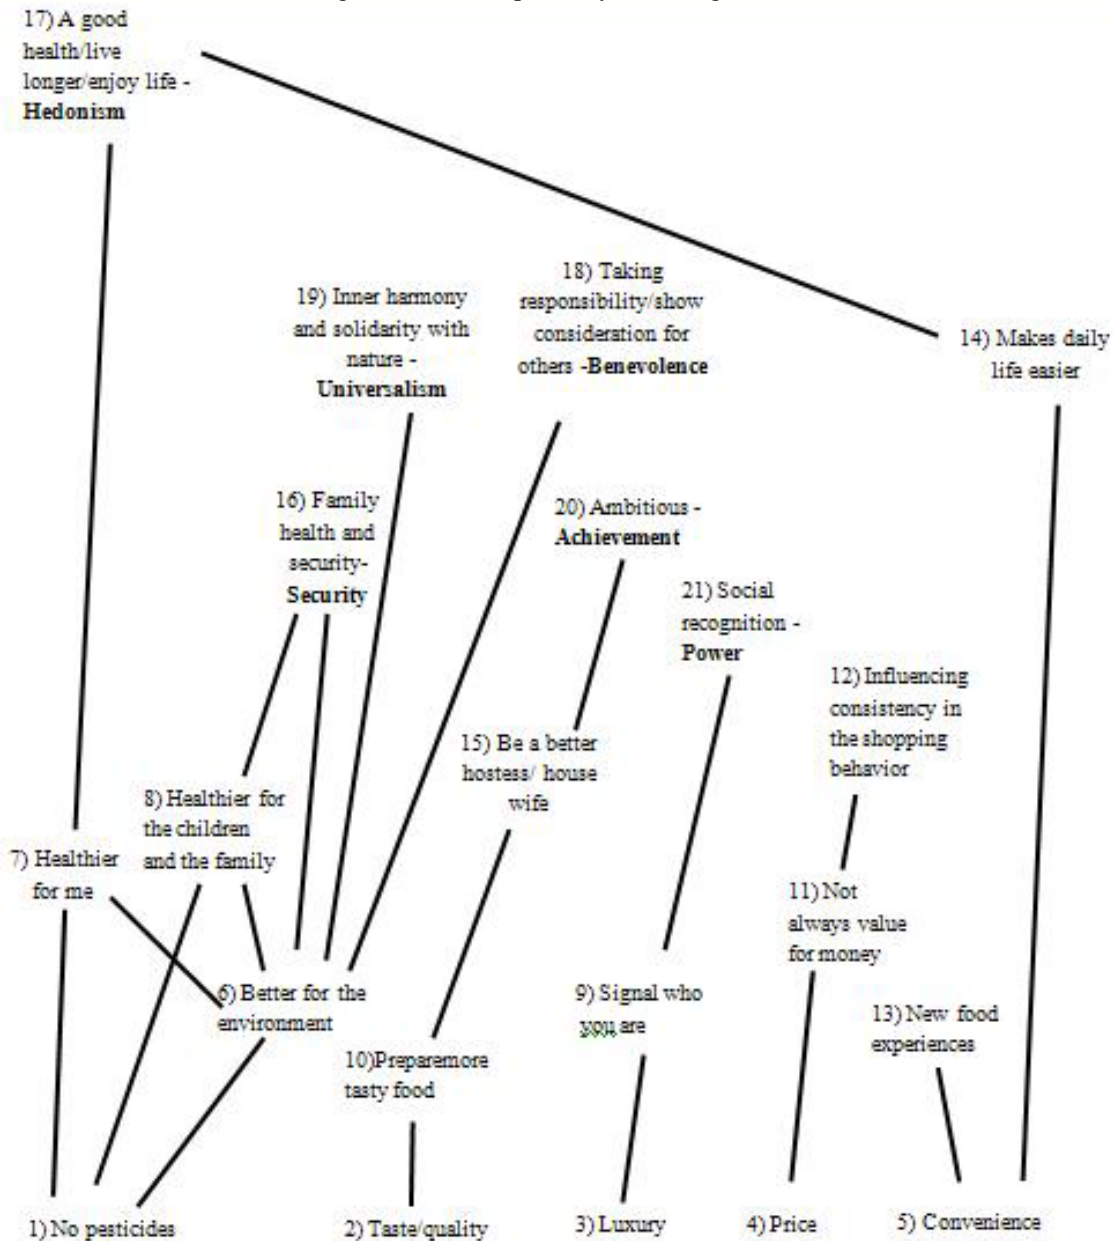 17) A good
health/live
longer/enjoy life -
Hedonism
18) Taking
responsibility/show
consideration for
others -Benevolence
19) Inner harmony
and solidarity with
nature -
Universalism
14) Makes daily
life easier
16) Family
health and
security-
Security
20) Ambitious -
Achievement
21) Social
recognition -
Power
12) Influencing
consistency in
the shopping
behavior
15) Be a better
hostess/ house
wife
8) Healthier for
the children
and the family
7) Healthier
for me
11) Not
always value
for money
6) Better for the
environment
9) Signal who
you are
13) New food
experiences
10)Preparemore
tasty food
1) No pesticides
2) Taste/quality
3) Luxury
4) Price
5) Convenience